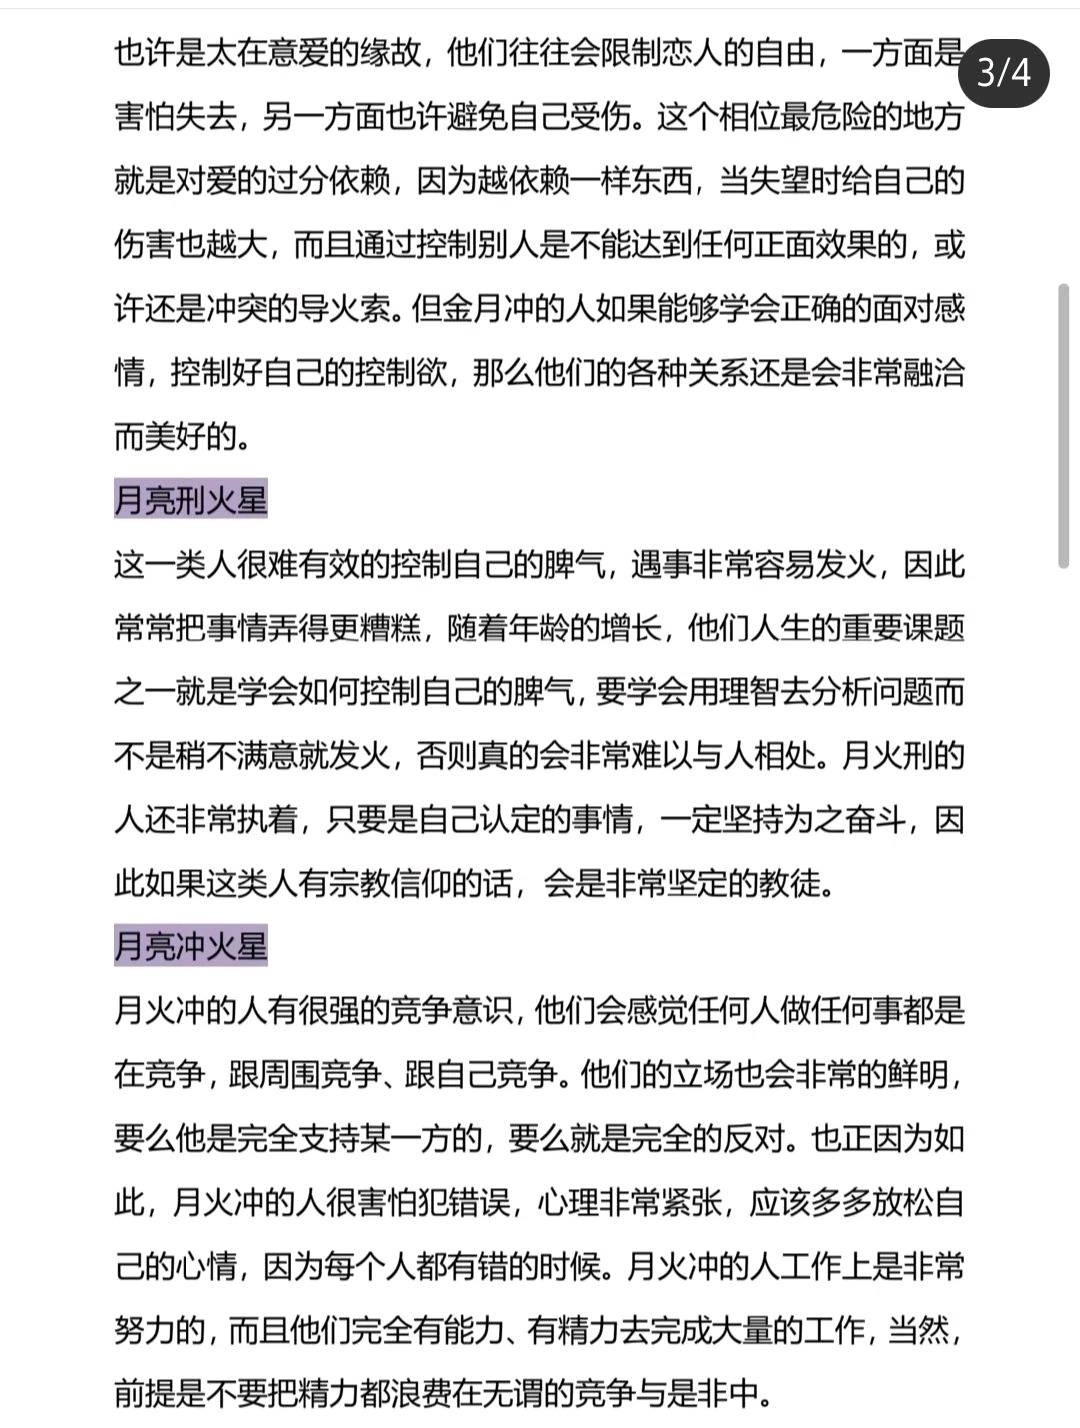 也许是太在意爱的缘故，他们往往会限制恋人的自由，一方面是
3/4
害怕失去，另一方面也许避免自己受伤。这个相位最危险的地方
就是对爱的过分依赖，因为越依赖一样东西，当失望时给自己的
伤害也越大，而且通过控制别人是不能达到任何正面效果的，或
许还是冲突的导火索。但金月冲的人如果能够学会正确的面对感
情，控制好自己的控制欲，那么他们的各种关系还是会非常融洽
而美好的。
月亮刑火星
这一类人很难有效的控制自己的脾气，遇事非常容易发火，因此
常常把事情弄得更糟糕，随着年龄的增长，他们人生的重要课题
之一就是学会如何控制自己的脾气，要学会用理智去分析问题而
不是稍不满意就发火，否则真的会非常难以与人相处。月火刑的
人还非常执着，只要是自己认定的事情，一定坚持为之奋斗，因
此如果这类人有宗教信仰的话，会是非常坚定的教徒。
月亮冲火星
月火冲的人有很强的竞争意识，他们会感觉任何人做任何事都是
在竞争，跟周围竞争、跟自己竞争。他们的立场也会非常的鲜明，
要么他是完全支持某一方的，要么就是完全的反对。也正因为如
此，月火冲的人很害怕犯错误，心理非常紧张，应该多多放松自
己的心情，因为每个人都有错的时候。月火冲的人工作上是非常
努力的，而且他们完全有能力、有精力去完成大量的工作，当然，
前提是不要把精力都浪费在无谓的竞争与是非中。